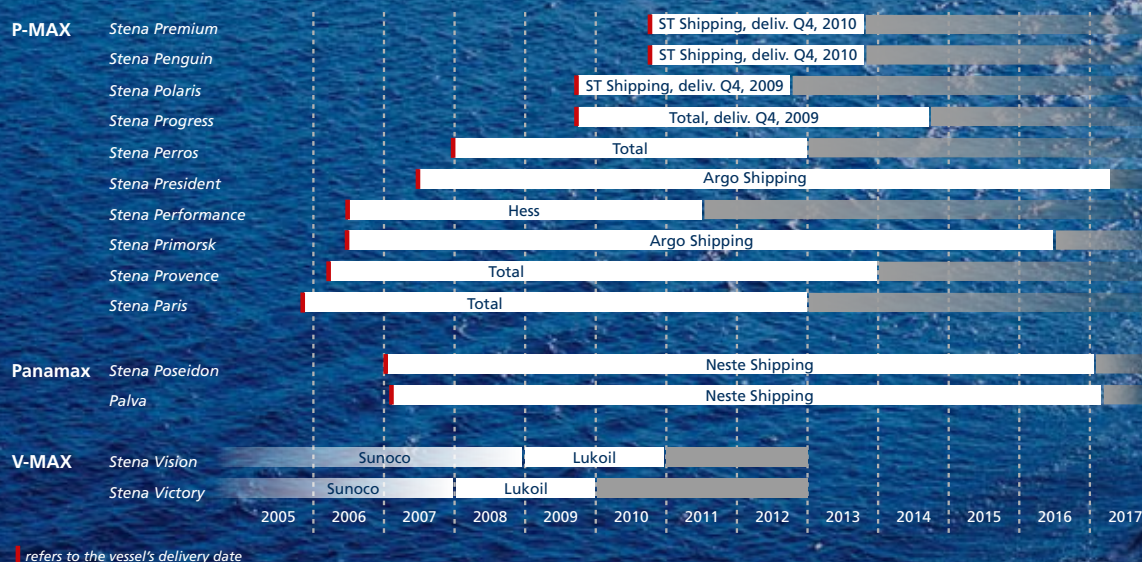 P-MAX Stena Premium ST Shipping, deliv. Q4, 2010
Stena Penguin ST Shipping, deliv. Q4, 2010
Stena Polaris ST Shipping, deliv. Q4, 2009
Stena Progress Total, deliv. Q4, 2009
Stena Perros Total
Stena President Argo Shipping
Stena Performance Hess
Stena Primorsk Argo Shipping
Stena Provence Total
Stena Paris Total
Panamax Stena Poseidon Neste Shipping
Palva Neste Shipping
V-MAX Stena Vision Sunoco Lukoil
Stena Victory Sunoco Lukoil
2005 2006 2007 2008 2009 2010 2011 2012 2013 2014 2015 2016 2017
refers to the vessel's delivery date